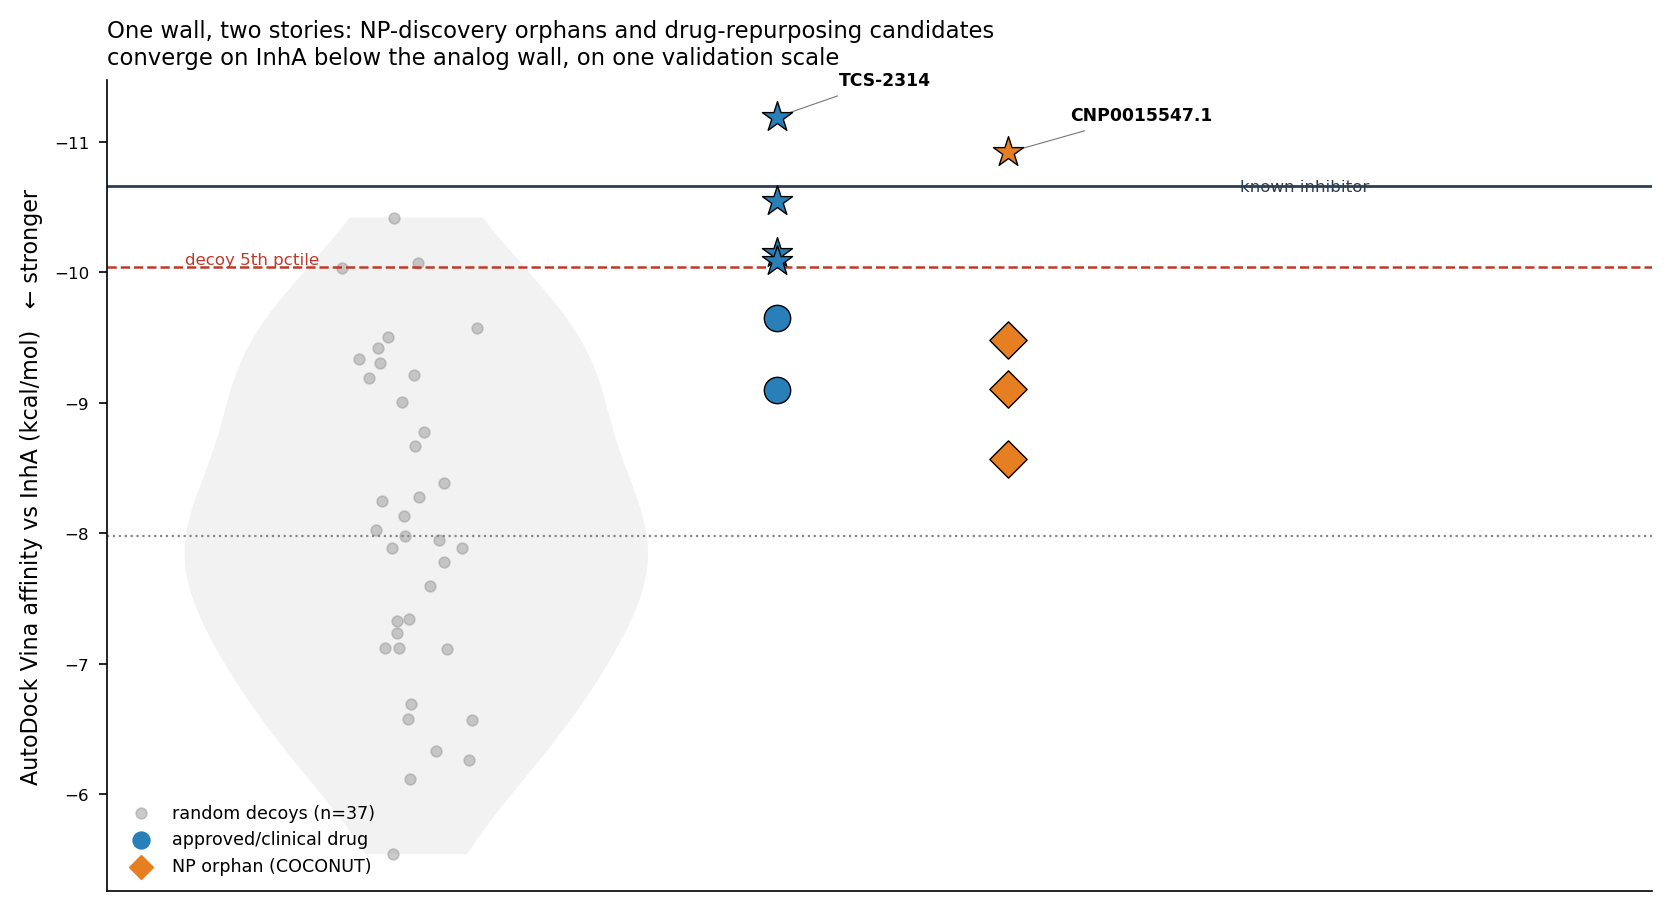 One wall, two stories: NP-discovery orphans and drug-repurposing candidates
converge on InhA below the analog wall, on one validation scale
TCS-2314
CNP0015547.1
known inhibitor
decoy 5th pctile
AutoDock Vina affinity vs InhA (kcal/mol) ← stronger
−11
−10
−9
−8
−7
−6
random decoys (n=37)
approved/clinical drug
NP orphan (COCONUT)